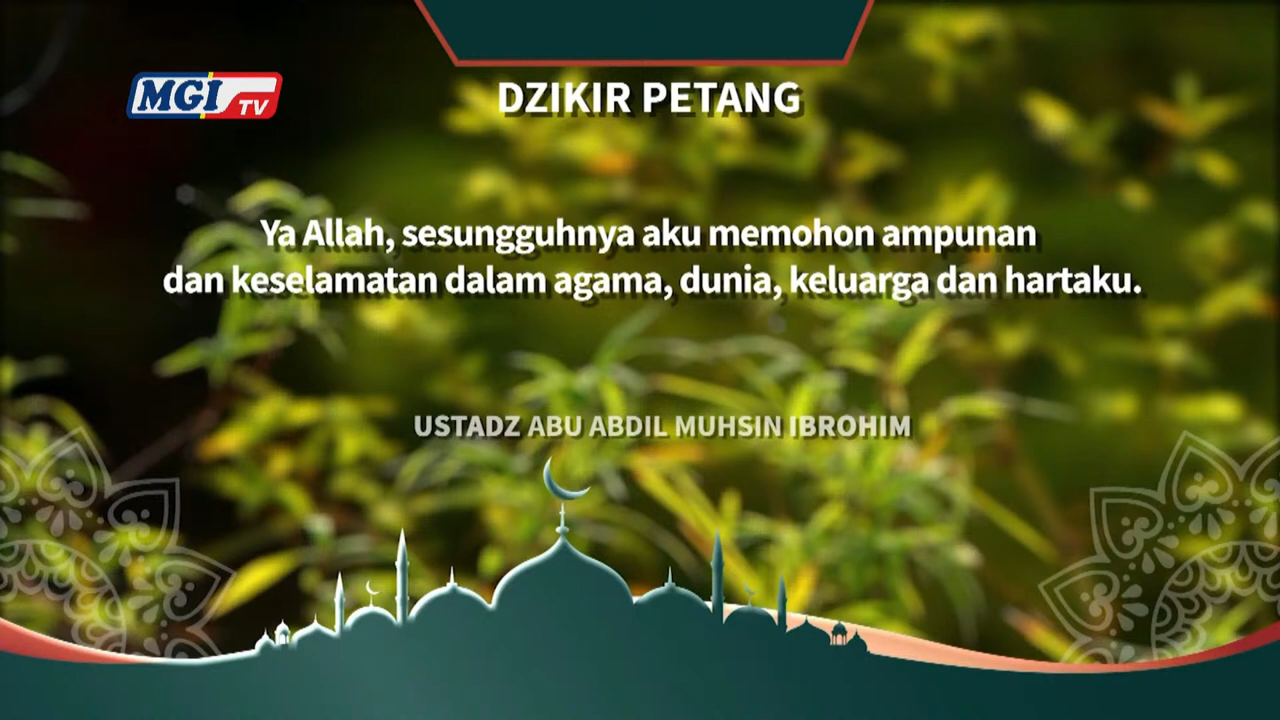 MGI TV
DZIKIR PETANG
Ya Allah, sesungguhnya aku memohon ampunan
dan keselamatan dalam agama, dunia, keluarga dan hartaku.
USTADZ ABU ABDIL MUHSIN IBROHIM